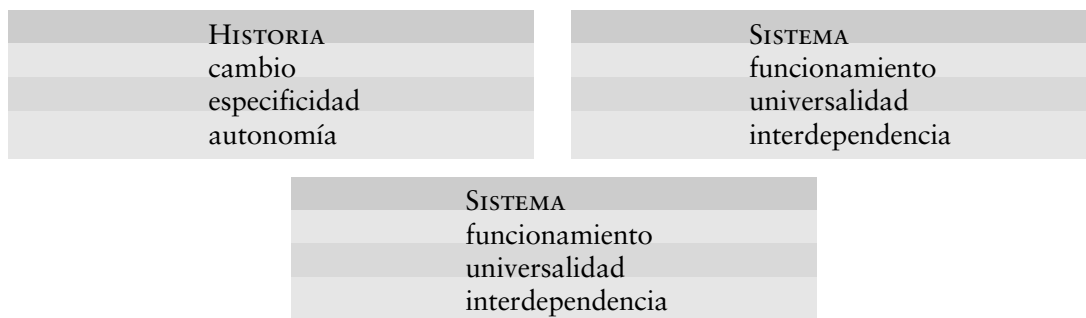 HISTORIA
cambio
especificidad
autonomía
SISTEMA
funcionamiento
universalidad
interdependencia
SISTEMA
funcionamiento
universalidad
interdependencia